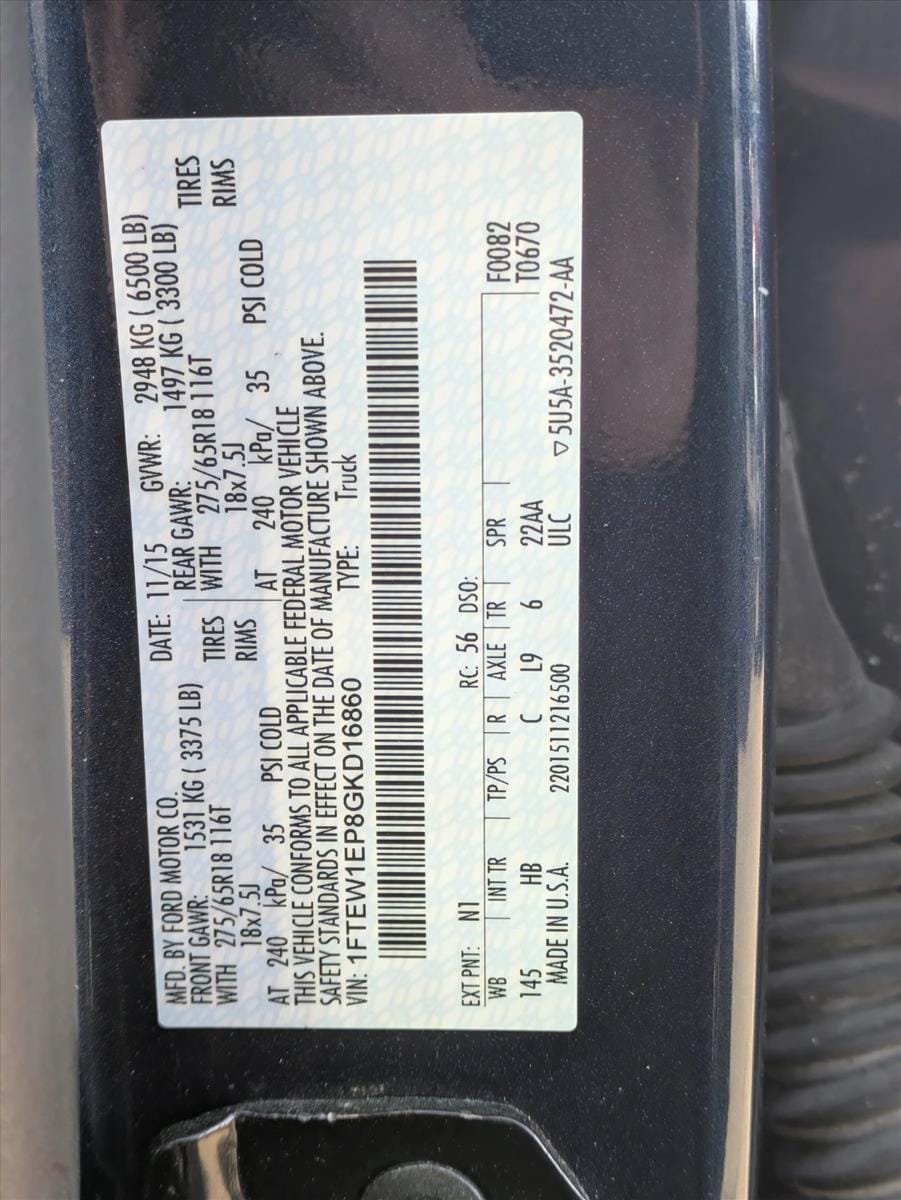 MFD. BY FORD MOTOR CO.
DATE: 11/15 GVWR: 2948 KG ( 6500 LB)
FRONT GAWR: 1531 KG ( 3375 LB) REAR GAWR: 1497 KG ( 3300 LB)
WITH 275/65R18 116T TIRES WITH 275/65R18 116T TIRES
18x7.5J RIMS 18x7.5J RIMS
AT 240 kPa/ 35 PSI COLD AT 240 kPa/ 35 PSI COLD
THIS VEHICLE CONFORMS TO ALL APPLICABLE FEDERAL MOTOR VEHICLE
SAFETY STANDARDS IN EFFECT ON THE DATE OF MANUFACTURE SHOWN ABOVE.
VIN: 1FTEW1EP8GKD16860 TYPE: Truck
EXT PNT: N1 RC: 56 DSO: F0082
WB INT TR TP/PS R AXLE TR SPR T0670
145 HB C L9 6 22AA
MADE IN U.S.A. 2201511216500 ULC ▽5U5A-3520472-AA